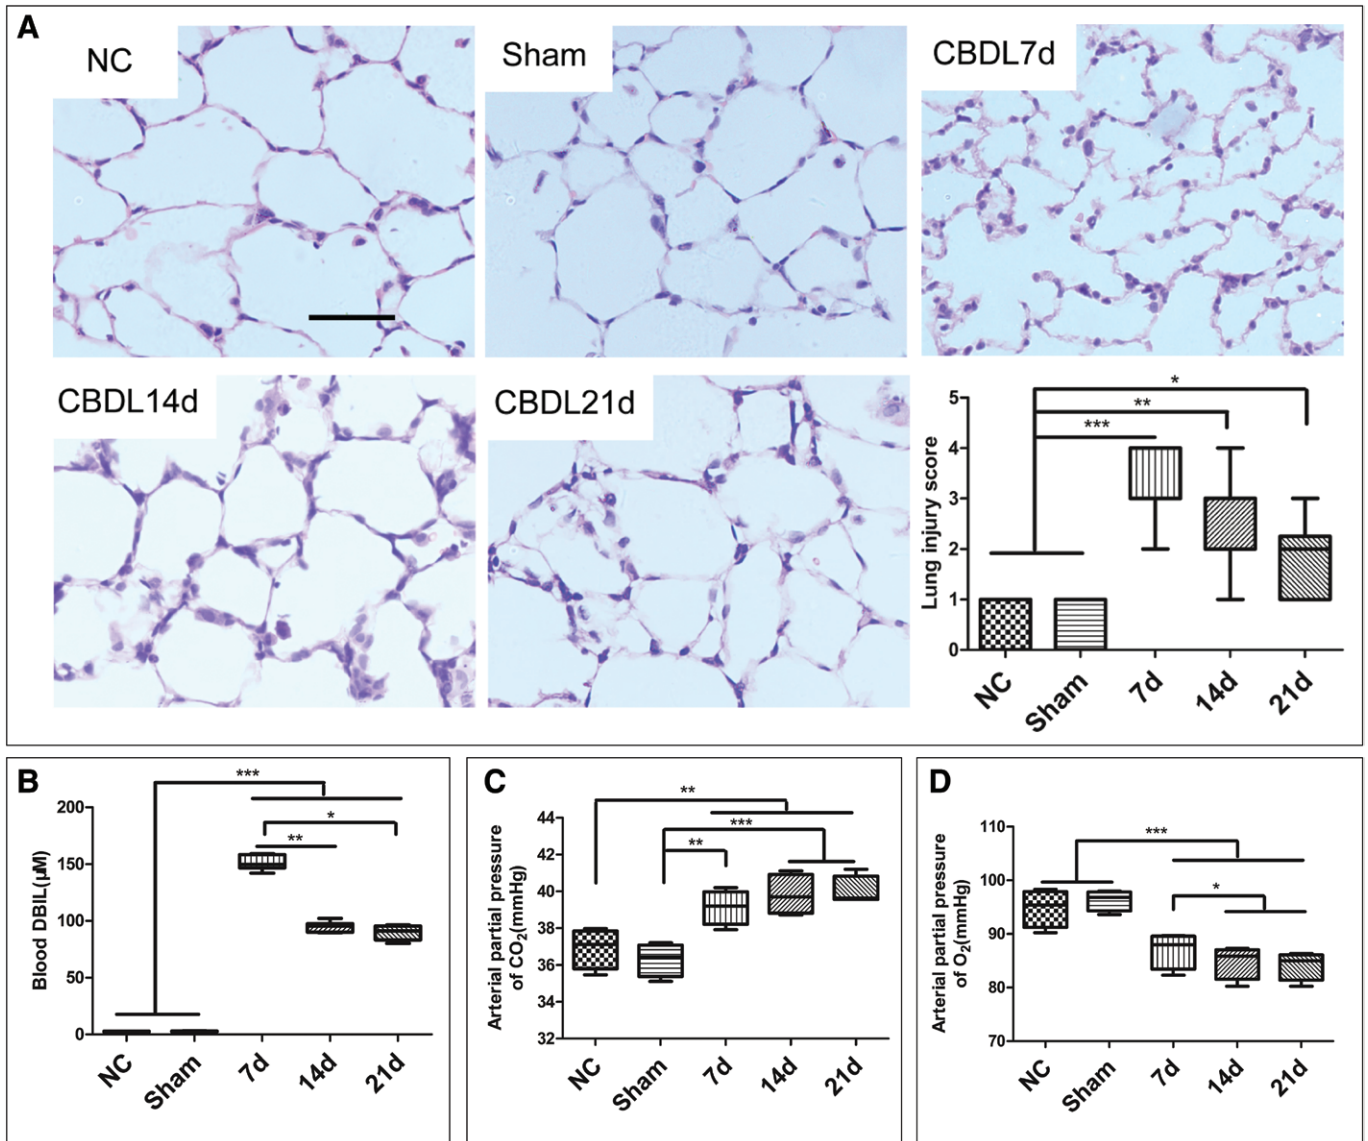 A
NC
Sham
CBDL7d
CBDL14d
CBDL21d
Lung injury score
5
4
3
2
1
0
*
**
***
NC
Sham
7d
14d
21d
B
Blood DBIL(μM)
200
150
100
50
0
***
*
**
NC
Sham
7d
14d
21d
C
Arterial partial pressure
of CO2(mmHg)
44
42
40
38
36
34
32
**
***
**
NC
Sham
7d
14d
21d
D
Arterial partial pressure
of O2(mmHg)
110
100
90
80
70
***
*
NC
Sham
7d
14d
21d